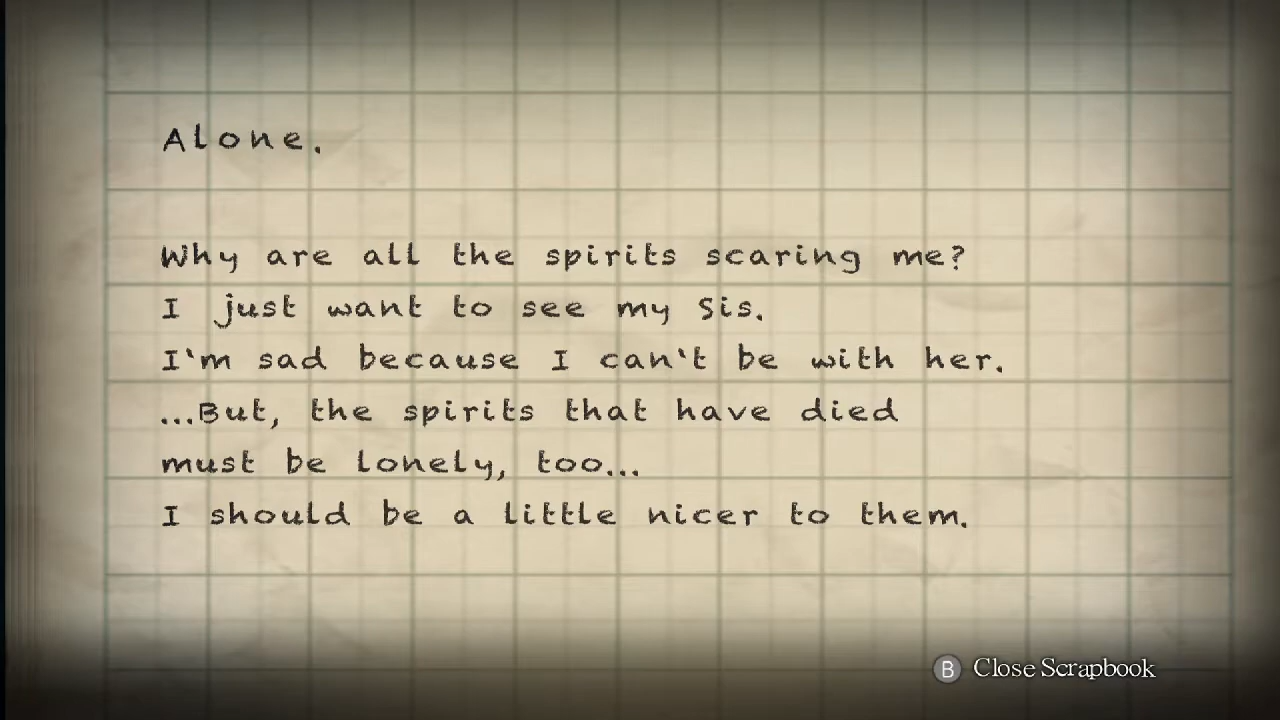 Alone.
Why are all the spirits scaring me?
I just want to see my Sis.
I'm sad because I can't be with her.
...But, the spirits that have died
must be lonely, too...
I should be a little nicer to them.
B Close Scrapbook